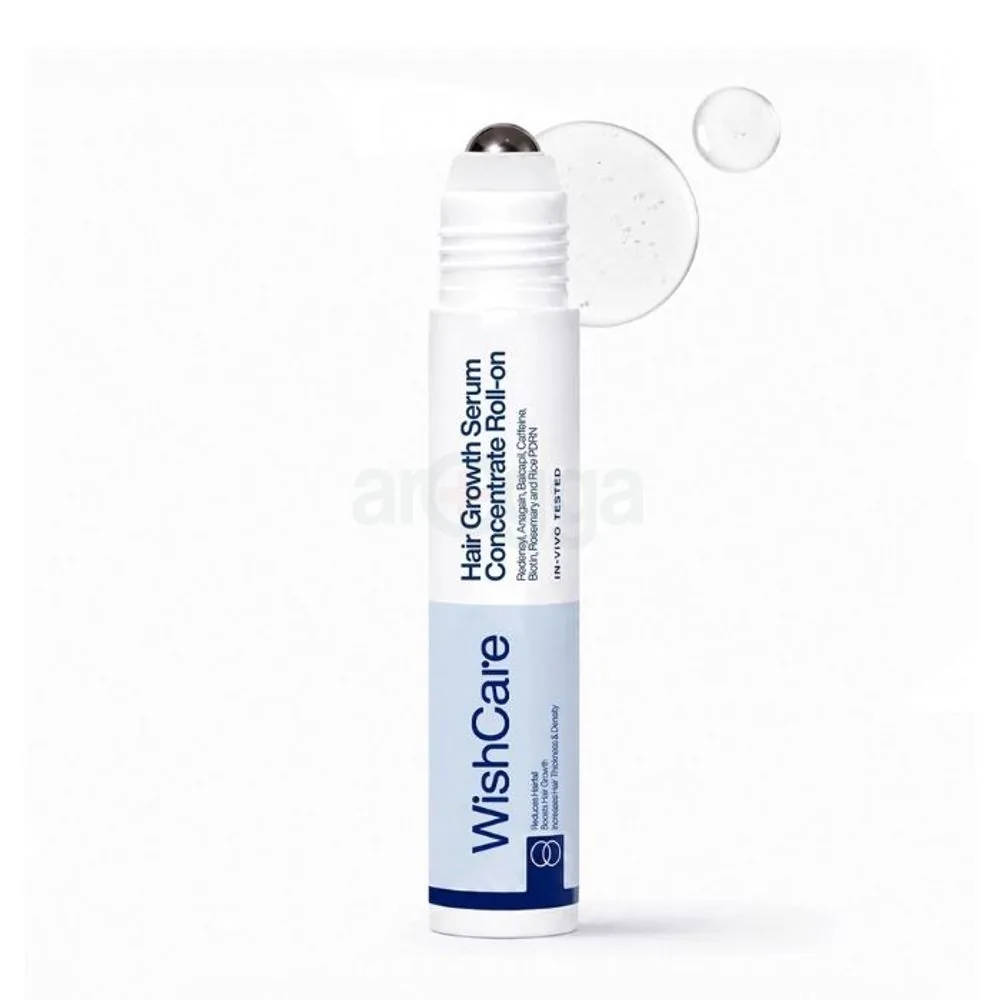 Hair Growth Serum
Concentrate Roll-on
Redensyl, Anagain, Baicapil, Caffeine,
Biotin, Rosemary and Rice PDRN
IN-VIVO TESTED
WishCare
Reduces Hairfall
Boosts Hair Growth
Increases Hair Thickness & Density